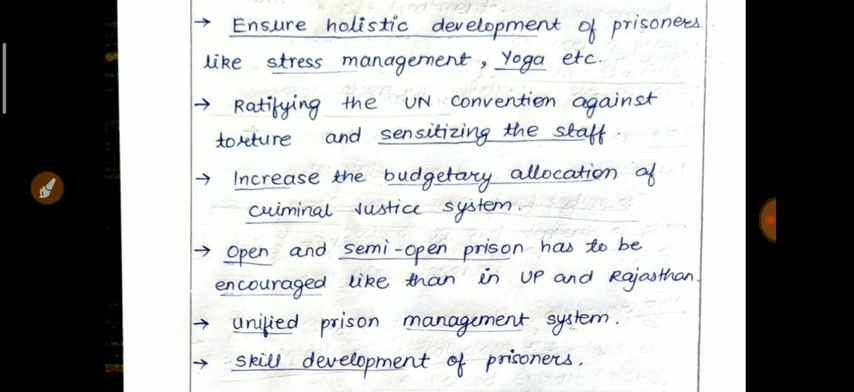 → Ensure holistic development of prisoners
like stress management, Yoga etc.
→ Ratifying the UN convention against
torture and sensitizing the staff.
→ Increase the budgetary allocation of
criminal Justice system.
→ Open and semi-open prison has to be
encouraged like than in UP and Rajasthan.
→ unified prison management system.
→ skill development of prisoners.